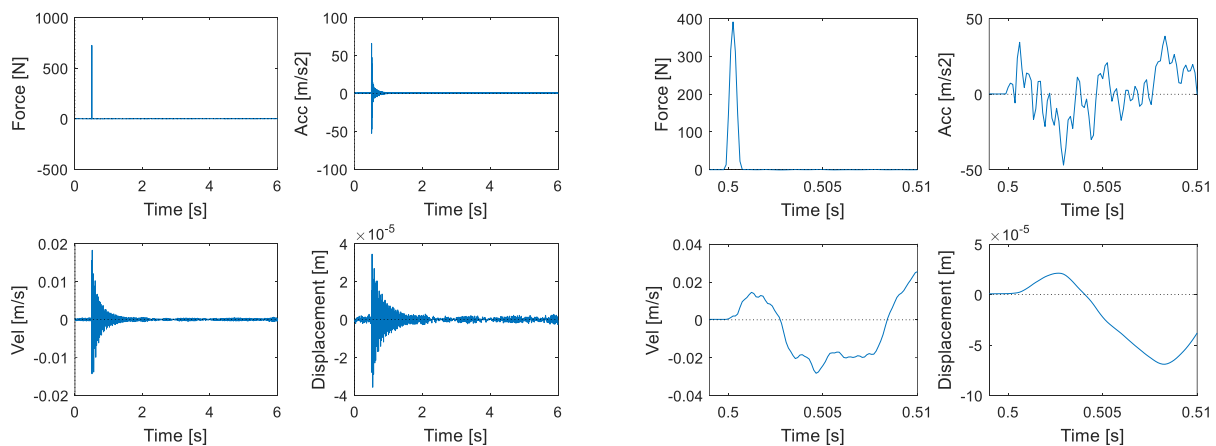 1000
500
0
-500
Force [N]
0 2 4 6
Time [s]
100
50
0
-50
-100
Acc [m/s2]
0 2 4 6
Time [s]
400
300
200
100
0
Force [N]
0.5 0.505 0.51
Time [s]
50
0
-50
Acc [m/s2]
0.5 0.505 0.51
Time [s]
0.02
0.01
0
-0.01
-0.02
Vel [m/s]
0 2 4 6
Time [s]
×10⁻⁵
4
2
0
-2
-4
Displacement [m]
0 2 4 6
Time [s]
0.04
0.02
0
-0.02
-0.04
Vel [m/s]
0.5 0.505 0.51
Time [s]
×10⁻⁵
5
0
-5
-10
Displacement [m]
0.5 0.505 0.51
Time [s]